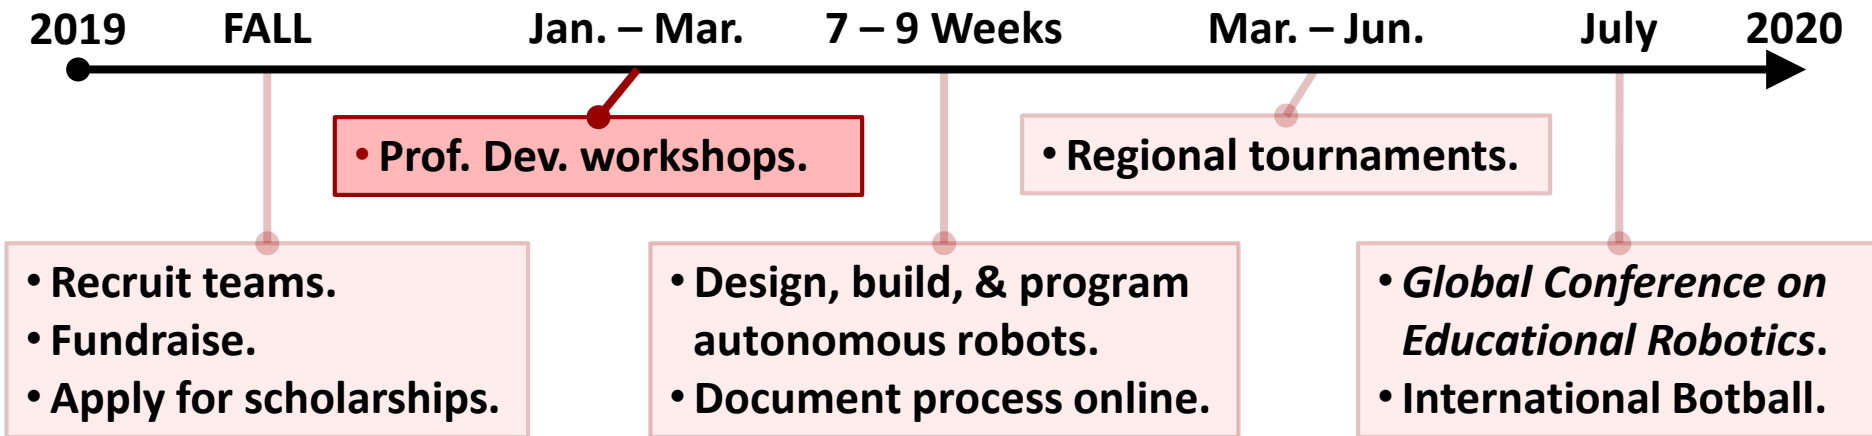 2019 FALL Jan. – Mar. 7 – 9 Weeks Mar. – Jun. July 2020
• Prof. Dev. workshops.
• Regional tournaments.
• Recruit teams.
• Fundraise.
• Apply for scholarships.
• Design, build, & program
autonomous robots.
• Document process online.
• Global Conference on
Educational Robotics.
• International Botball.